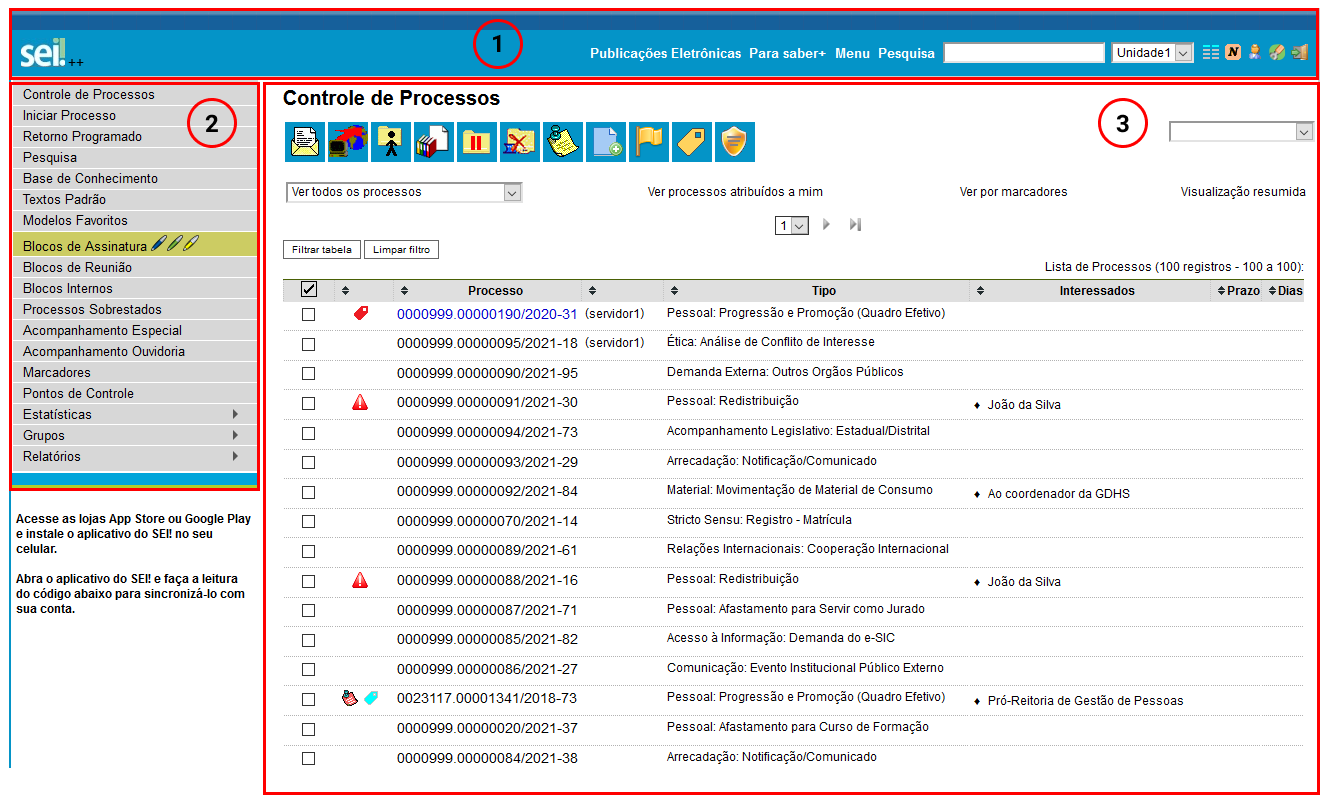 1
sei! ++
Publicações Eletrônicas Para saber+ Menu Pesquisa Unidade1 N
2
Controle de Processos
Iniciar Processo
Retorno Programado
Pesquisa
Base de Conhecimento
Textos Padrão
Modelos Favoritos
Blocos de Assinatura
Blocos de Reunião
Blocos Internos
Processos Sobrestados
Acompanhamento Especial
Acompanhamento Ouvidoria
Marcadores
Pontos de Controle
Estatísticas
Grupos
Relatórios
Acesse as lojas App Store ou Google Play
e instale o aplicativo do SEI! no seu
celular.
Abra o aplicativo do SEI! e faça a leitura
do código abaixo para sincronizá-lo com
sua conta.
Controle de Processos
3
Ver todos os processos Ver processos atribuídos a mim Ver por marcadores Visualização resumida
1
Filtrar tabela Limpar filtro
Lista de Processos (100 registros - 100 a 100):
Processo Tipo Interessados Prazo Dias
0000999.00000190/2020-31 (servidor1) Pessoal: Progressão e Promoção (Quadro Efetivo)
0000999.00000095/2021-18 (servidor1) Ética: Análise de Conflito de Interesse
0000999.00000090/2021-95 Demanda Externa: Outros Orgãos Públicos
0000999.00000091/2021-30 Pessoal: Redistribuição ♦ João da Silva
0000999.00000094/2021-73 Acompanhamento Legislativo: Estadual/Distrital
0000999.00000093/2021-29 Arrecadação: Notificação/Comunicado
0000999.00000092/2021-84 Material: Movimentação de Material de Consumo ♦ Ao coordenador da GDHS
0000999.00000070/2021-14 Stricto Sensu: Registro - Matrícula
0000999.00000089/2021-61 Relações Internacionais: Cooperação Internacional
0000999.00000088/2021-16 Pessoal: Redistribuição ♦ João da Silva
0000999.00000087/2021-71 Pessoal: Afastamento para Servir como Jurado
0000999.00000085/2021-82 Acesso à Informação: Demanda do e-SIC
0000999.00000086/2021-27 Comunicação: Evento Institucional Público Externo
0023117.00001341/2018-73 Pessoal: Progressão e Promoção (Quadro Efetivo) ♦ Pró-Reitoria de Gestão de Pessoas
0000999.00000020/2021-37 Pessoal: Afastamento para Curso de Formação
0000999.00000084/2021-38 Arrecadação: Notificação/Comunicado